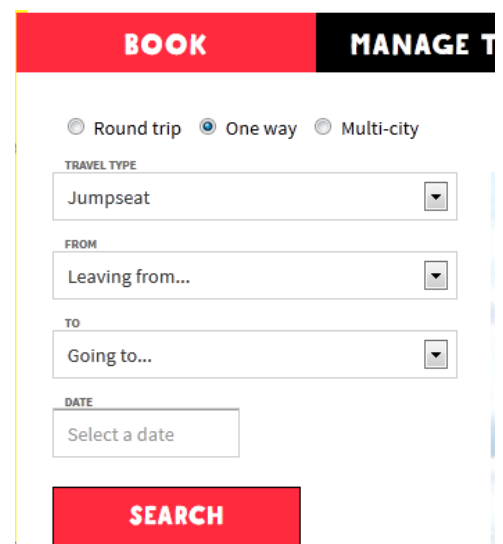 BOOK MANAGE T
Round trip One way Multi-city
TRAVEL TYPE
Jumpseat
FROM
Leaving from...
TO
Going to...
DATE
Select a date
SEARCH